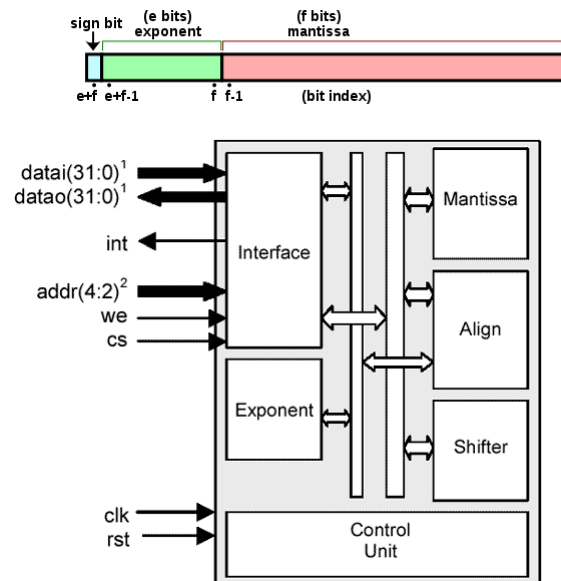 (e bits) (f bits)
sign bit exponent mantissa
e+f e+f-1 f f-1 (bit index)
datai(31:0)¹
datao(31:0)¹
Mantissa
int
Interface
addr(4:2)²
we
Align
cs
Exponent
Shifter
clk
rst
Control
Unit